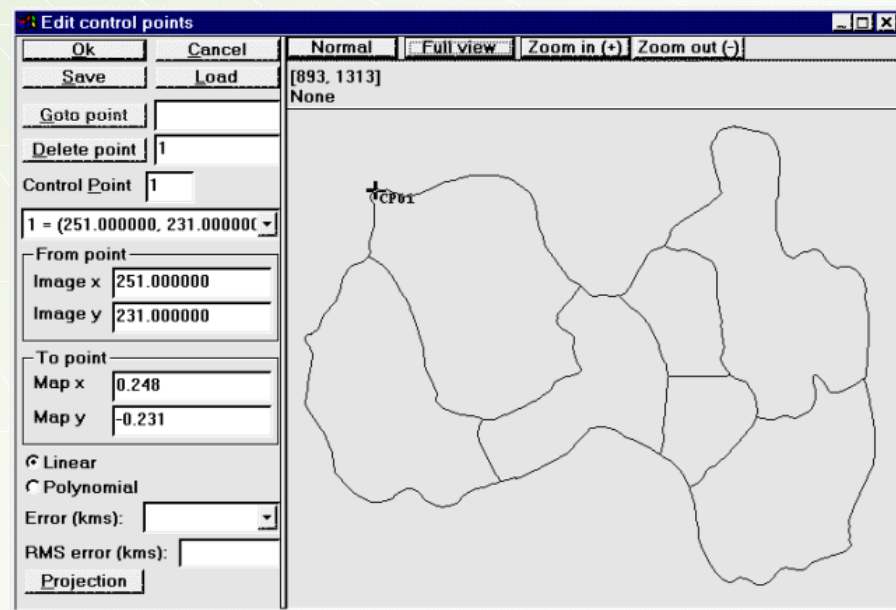 Edit control points
Ok Cancel Normal Full view Zoom in (+) Zoom out (-)
Save Load [893, 1313]
None
Goto point
Delete point 1
Control Point 1
CP01
1 = (251.000000, 231.000000
From point
Image x 251.000000
Image y 231.000000
To point
Map x 0.248
Map y -0.231
Linear
Polynomial
Error (kms):
RMS error (kms):
Projection